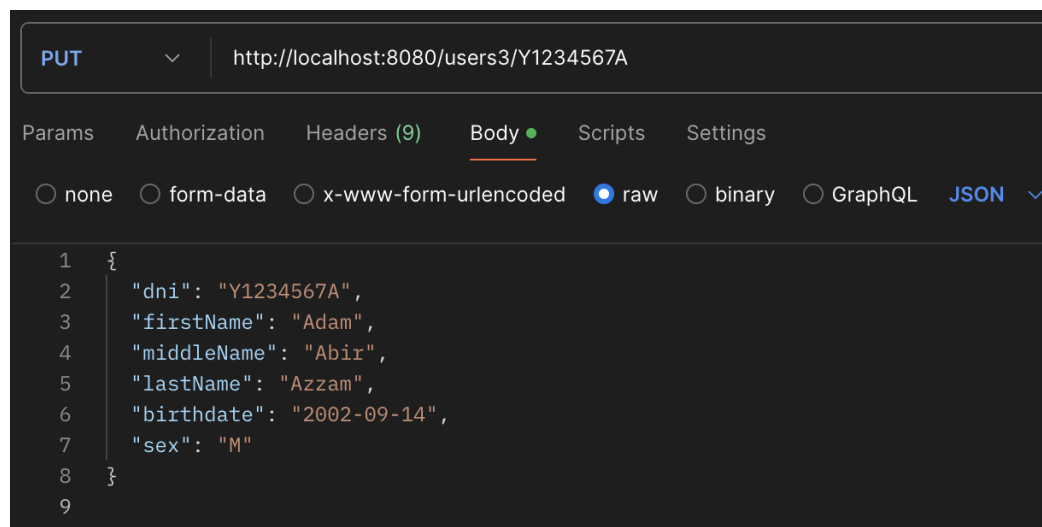 PUT http://localhost:8080/users3/Y1234567A
Params Authorization Headers (9) Body Scripts Settings
none form-data x-www-form-urlencoded raw binary GraphQL JSON
1 {
2 "dni": "Y1234567A",
3 "firstName": "Adam",
4 "middleName": "Abir",
5 "lastName": "Azzam",
6 "birthdate": "2002-09-14",
7 "sex": "M"
8 }
9